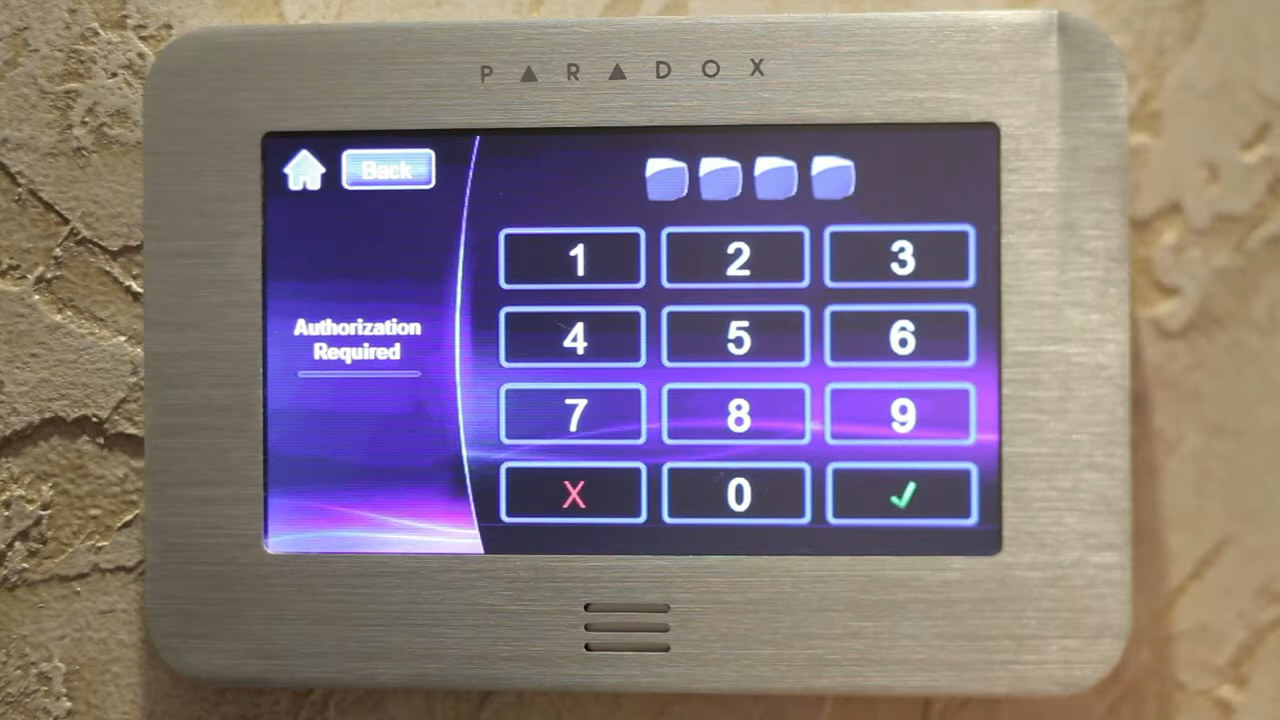 PARADOX
Back
Authorization
Required
1 2 3
4 5 6
7 8 9
X 0 ✓